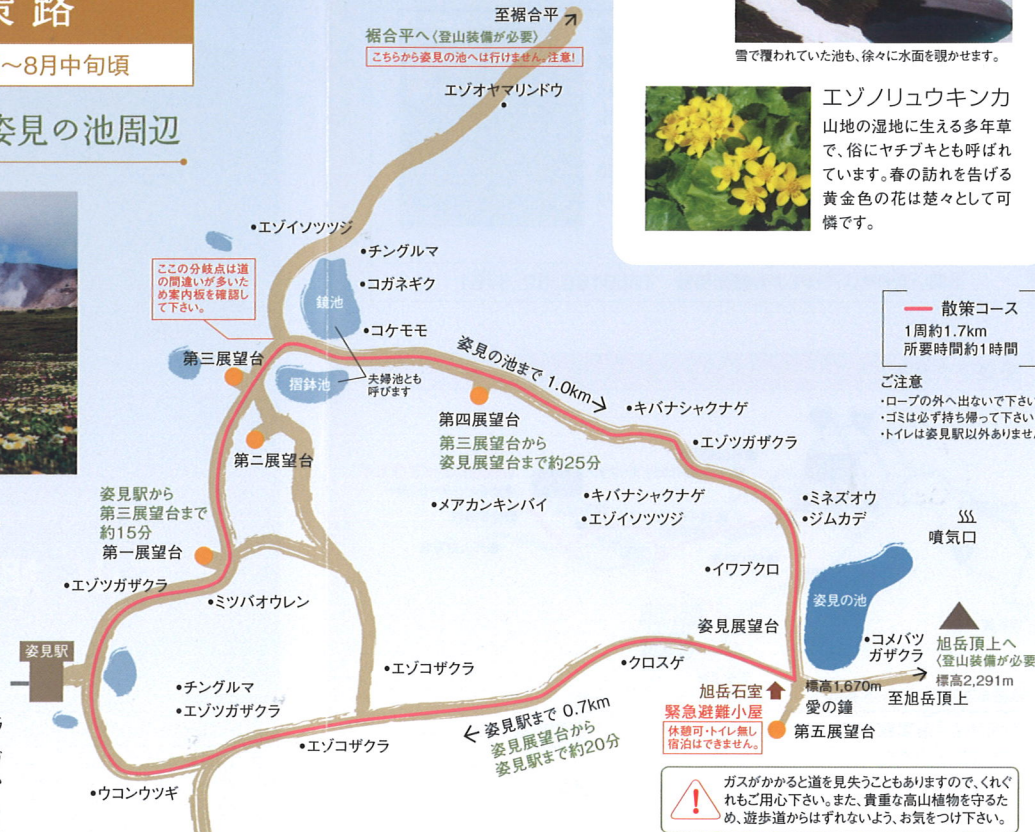 策路
～8月中旬頃
姿見の池周辺
至裾合平
裾合平へ〈登山装備が必要〉
こちらから姿見の池へは行けません。注意!
・エゾオヤマリンドウ
雪で覆われていた池も、徐々に水面を覗かせます。
エゾノリュウキンカ
山地の湿地に生える多年草
で、俗にヤチブキとも呼ばれ
ています。春の訪れを告げる
黄金色の花は楚々として可
憐です。
・エゾイソツツジ
・チングルマ
・コガネギク
・コケモモ
鏡池
ここの分岐点は道
の間違いが多いた
め案内板を確認し
て下さい。
第三展望台
摺鉢池
夫婦池とも
呼びます
姿見の池まで 1.0km→
散策コース
1周約1.7km
所要時間約1時間
ご注意
・ロープの外へ出ないで下さい
・ゴミは必ず持ち帰って下さい
・トイレは姿見駅以外ありませ
第二展望台
第四展望台
第三展望台から
姿見展望台まで約25分
・キバナシャクナゲ
・エゾツガザクラ
・メアカンキンバイ
・キバナシャクナゲ
・エゾイソツツジ
・ミネズオウ
・ジムカデ
噴気口
姿見駅から
第三展望台まで
約15分
第一展望台
・エゾツガザクラ
・ミツバオウレン
・イワブクロ
姿見の池
姿見展望台
・コメバツ
ガザクラ
旭岳頂上へ
〈登山装備が必要
標高2,291m
至旭岳頂上
姿見駅
・チングルマ
・エゾツガザクラ
・エゾコザクラ
・クロスゲ
旭岳石室
緊急避難小屋
休憩可・トイレ無し
宿泊はできません。
標高1,670m
愛の鐘
第五展望台
・エゾコザクラ
←姿見駅まで 0.7km
姿見展望台から
姿見駅まで約20分
・ウコンウツギ
ガスがかかると道を見失うこともありますので、くれぐ
れもご用心下さい。また、貴重な高山植物を守るた
め、遊歩道からはずれないよう、お気をつけ下さい。